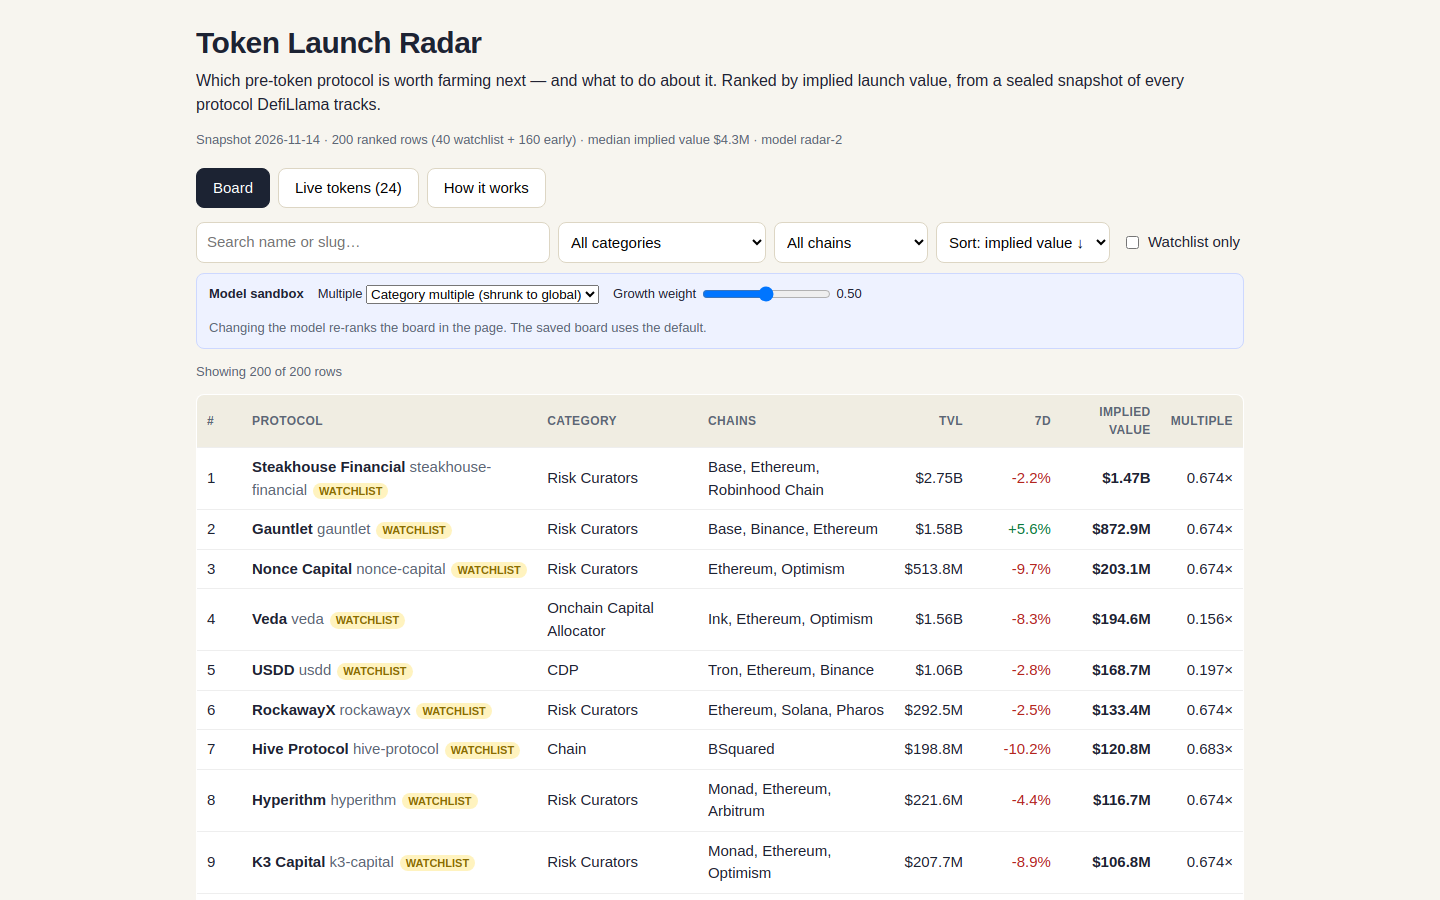 Token Launch Radar
Which pre-token protocol is worth farming next — and what to do about it. Ranked by implied launch value, from a sealed snapshot of every
protocol DefiLlama tracks.
Snapshot 2026-11-14 · 200 ranked rows (40 watchlist + 160 early) · median implied value $4.3M · model radar-2
Board Live tokens (24) How it works
Search name or slug… All categories All chains Sort: implied value ↓ Watchlist only
Model sandbox Multiple Category multiple (shrunk to global) Growth weight 0.50
Changing the model re-ranks the board in the page. The saved board uses the default.
Showing 200 of 200 rows
# PROTOCOL CATEGORY CHAINS TVL 7D IMPLIED VALUE MULTIPLE
1 Steakhouse Financial steakhouse-financial WATCHLIST Risk Curators Base, Ethereum, Robinhood Chain $2.75B -2.2% $1.47B 0.674×
2 Gauntlet gauntlet WATCHLIST Risk Curators Base, Binance, Ethereum $1.58B +5.6% $872.9M 0.674×
3 Nonce Capital nonce-capital WATCHLIST Risk Curators Ethereum, Optimism $513.8M -9.7% $203.1M 0.674×
4 Veda veda WATCHLIST Onchain Capital Allocator Ink, Ethereum, Optimism $1.56B -8.3% $194.6M 0.156×
5 USDD usdd WATCHLIST CDP Tron, Ethereum, Binance $1.06B -2.8% $168.7M 0.197×
6 RockawayX rockawayx WATCHLIST Risk Curators Ethereum, Solana, Pharos $292.5M -2.5% $133.4M 0.674×
7 Hive Protocol hive-protocol WATCHLIST Chain BSquared $198.8M -10.2% $120.8M 0.683×
8 Hyperithm hyperithm WATCHLIST Risk Curators Monad, Ethereum, Arbitrum $221.6M -4.4% $116.7M 0.674×
9 K3 Capital k3-capital WATCHLIST Risk Curators Monad, Ethereum, Optimism $207.7M -8.9% $106.8M 0.674×